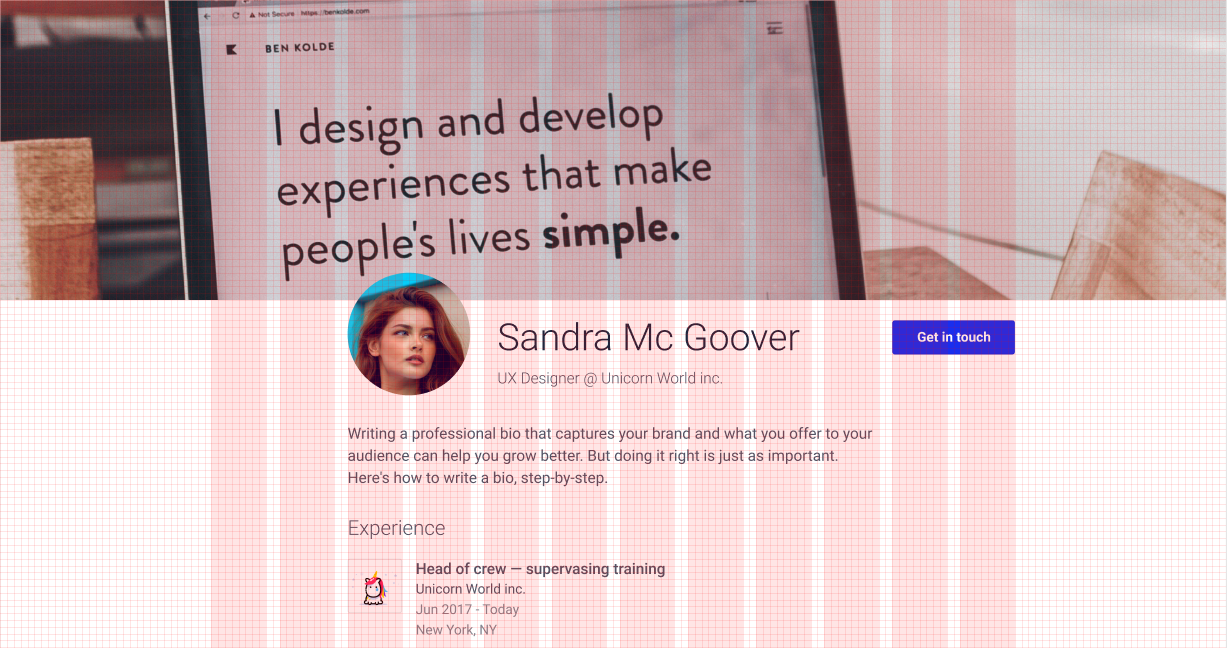 Not Secure
https://benkolde.com
BEN KOLDE
I design and develop
experiences that make
people's lives simple.
Sandra Mc Goover
Get in touch
UX Designer @ Unicorn World inc.
Writing a professional bio that captures your brand and what you offer to your
audience can help you grow better. But doing it right is just as important.
Here's how to write a bio, step-by-step.
Experience
Head of crew — supervasing training
Unicorn World inc.
Jun 2017 - Today
New York, NY